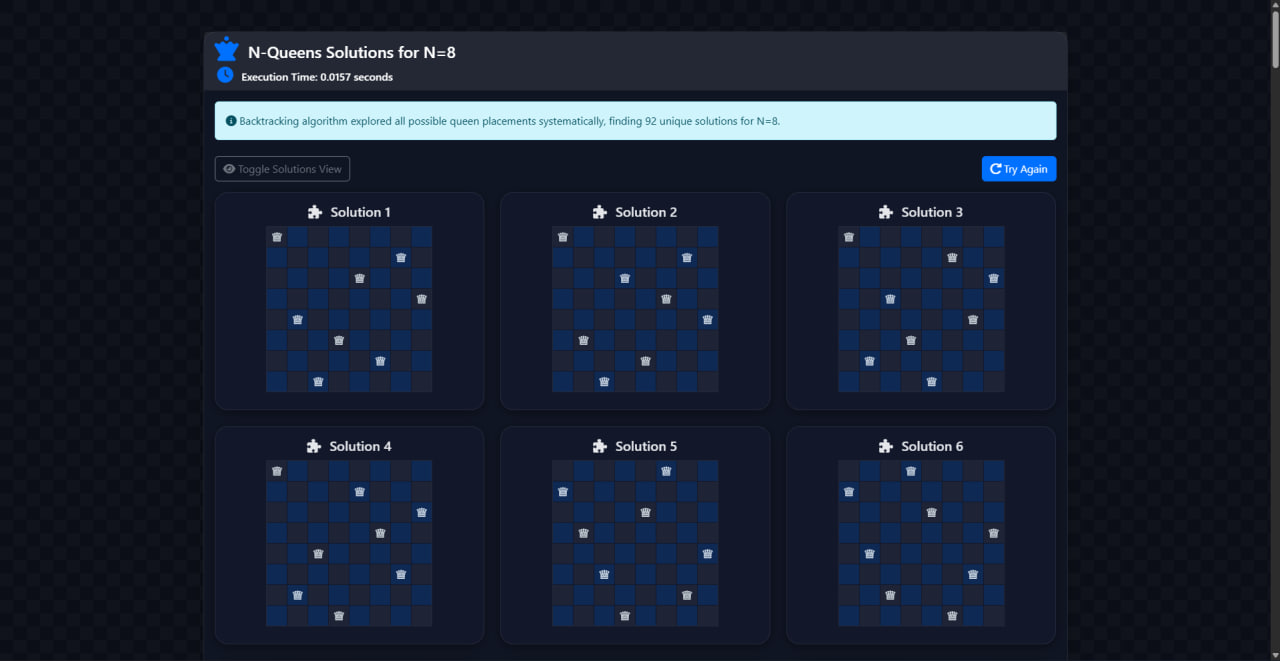 N-Queens Solutions for N=8
Execution Time: 0.0157 seconds
Backtracking algorithm explored all possible queen placements systematically, finding 92 unique solutions for N=8.
Toggle Solutions View
Try Again
Solution 1
Solution 2
Solution 3
Solution 4
Solution 5
Solution 6